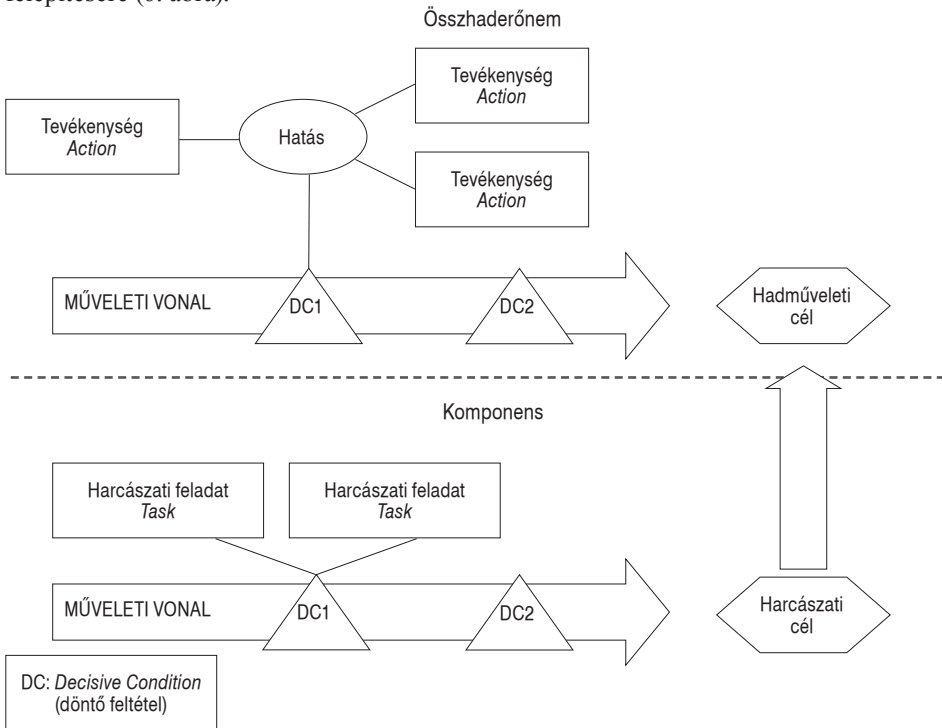 (6. ábra).
Összhaderőnem
Tevékenység
Action
Tevékenység
Action
Hatás
Tevékenység
Action
MŰVELETI VONAL
DC1
DC2
Hadműveleti
cél
Komponens
Harcászati feladat
Task
Harcászati feladat
Task
MŰVELETI VONAL
DC1
DC2
Harcászati
cél
DC: Decisive Condition
(döntő feltétel)